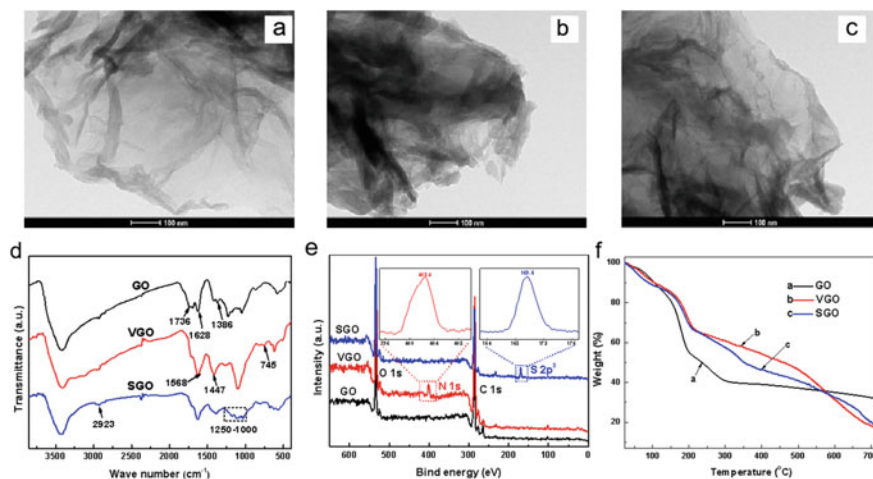 a
b
c
100 nm
100 nm
100 nm
d
GO
1736
1628
1386
VGO
1568
1447
745
SGO
2923
1250-1000
Transmittance (a.u.)
3500 3000 2500 2000 1500 1000 500
Wave number (cm⁻¹)
e
SGO
VGO
GO
O 1s
N 1s
C 1s
S 2p³
Intensity (a.u.)
600 500 400 300 200 100 0
Bind energy (eV)
f
a GO
b VGO
c SGO
b
c
a
Weight (%)
100
80
60
40
20
0
100 200 300 400 500 600 700
Temperature (°C)